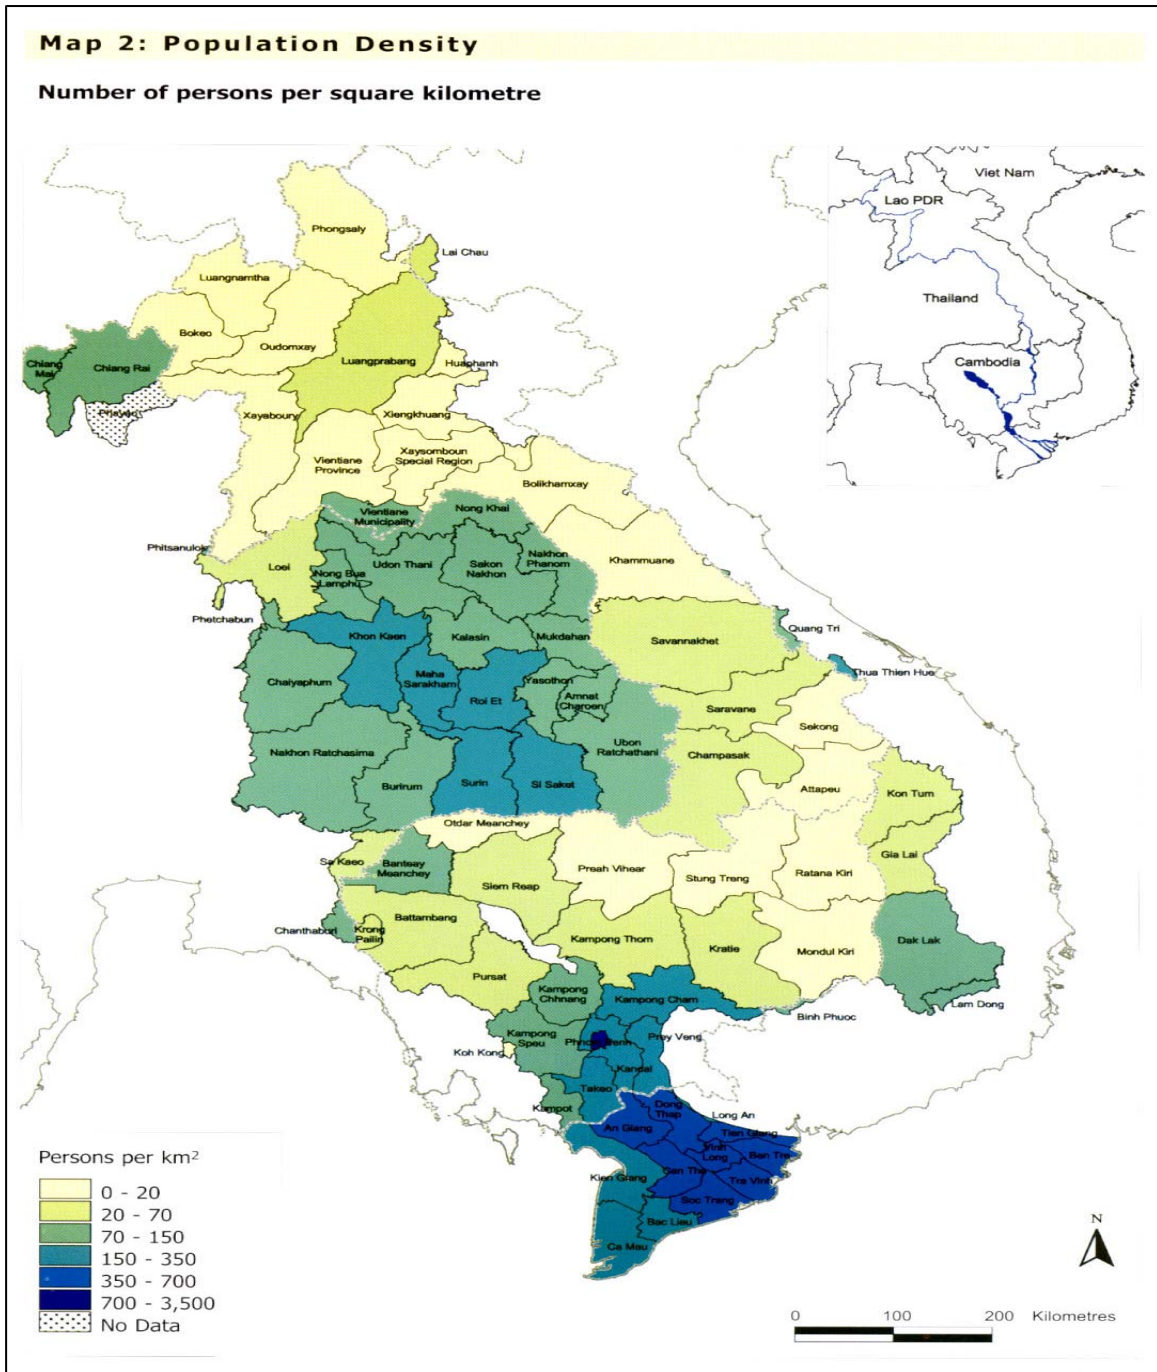 Map 2: Population Density
Number of persons per square kilometre
Viet Nam
Lao PDR
Thailand
Cambodia
Phongsaly
Lai Chau
Luangnamtha
Bokeo
Oudomxay
Luangprabang
Huaphanh
Chiang
Mai
Chiang Rai
Xayaboury
Xiengkhuang
Vientiane
Province
Xaysomboun
Special Region
Bolikhamxay
Vientiane
Municipality
Nong Khai
Phitsanulok
Loei
Nong Bua
Lamphu
Udon Thani
Sakon
Nakhon
Nakhon
Phanom
Khammuane
Phetchabun
Khon Kaen
Kalasin
Mukdahan
Savannakhet
Quang Tri
Thua Thien Hue
Chaiyaphum
Maha
Sarakham
Roi Et
Yasothon
Amnat
Charoen
Saravane
Sekong
Nakhon Ratchasima
Ubon
Ratchathani
Champasak
Burirum
Surin
Si Saket
Attapeu
Kon Tum
Otdar Meanchey
Gia Lai
Sa Kaeo
Banteay
Meanchey
Siem Reap
Preah Vihear
Stung Treng
Ratana Kiri
Chanthaburi
Battambang
Krong
Pailin
Kampong Thom
Kratie
Mondul Kiri
Dak Lak
Pursat
Kampong
Chhnang
Kampong Cham
Lam Dong
Binh Phuoc
Kampong
Speu
Phnom Penh
Prey Veng
Koh Kong
Kandal
Takeo
Kampot
Dong
Thap
Long An
An Giang
Tien Giang
Vinh
Long
Ben Tre
Can Tho
Kien Giang
Tra Vinh
Soc Trang
Bac Lieu
Ca Mau
Persons per km²
0 - 20
20 - 70
70 - 150
150 - 350
350 - 700
700 - 3,500
No Data
N
0 100 200 Kilometres